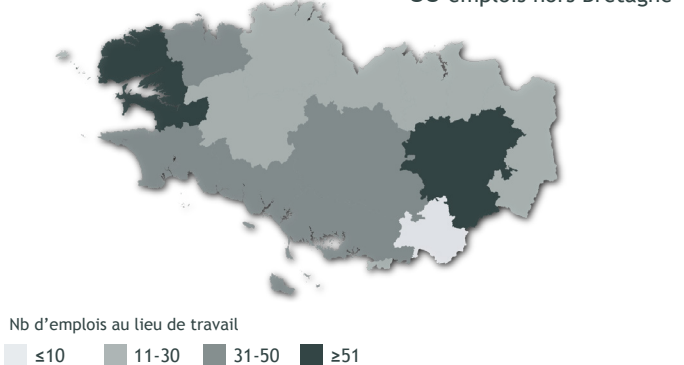 emplois hors Bretagne
Nb d'emplois au lieu de travail
≤10 11-30 31-50 ≥51